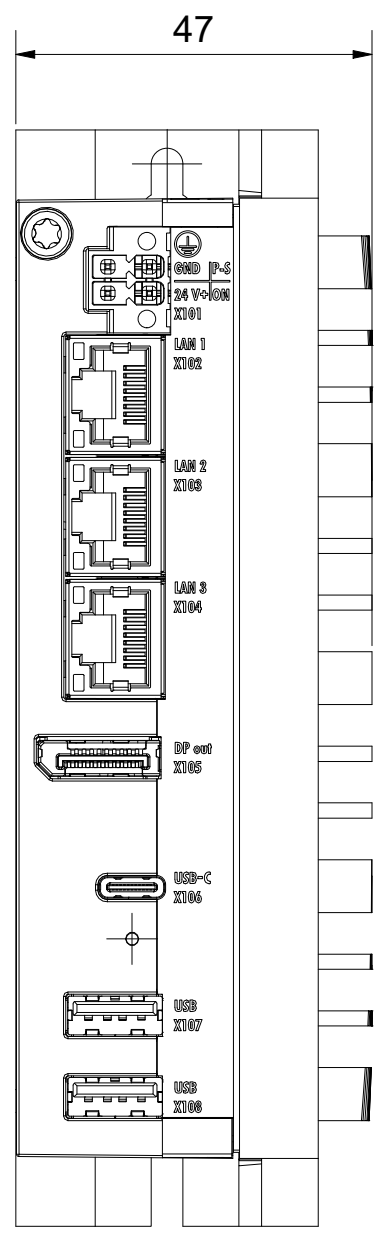 47
GND P-S
24 V+ ON
X101
LAN 1
X102
LAN 2
X103
LAN 3
X104
DP out
X105
USB-C
X106
USB
X107
USB
X108